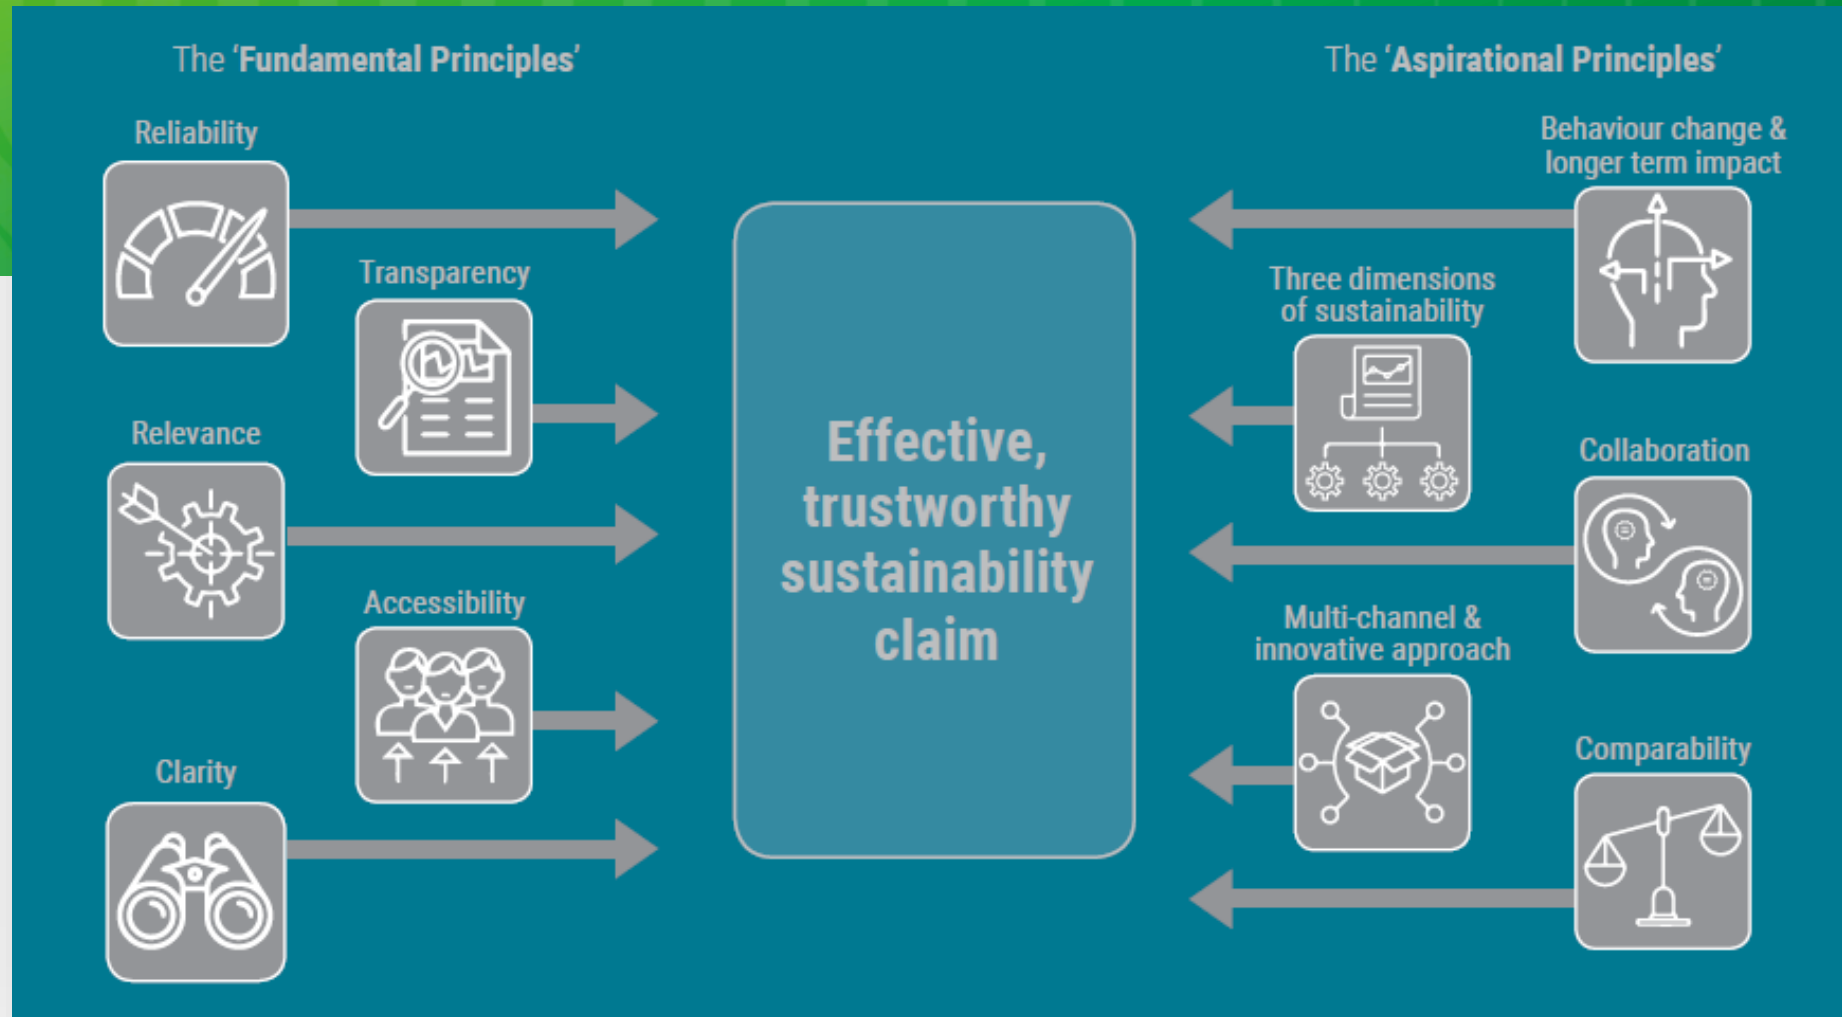 The ‘Fundamental Principles’
Reliability
Transparency
Relevance
Accessibility
Clarity
Effective,
trustworthy
sustainability
claim
The ‘Aspirational Principles’
Behaviour change &
longer term impact
Three dimensions
of sustainability
Collaboration
Multi-channel &
innovative approach
Comparability